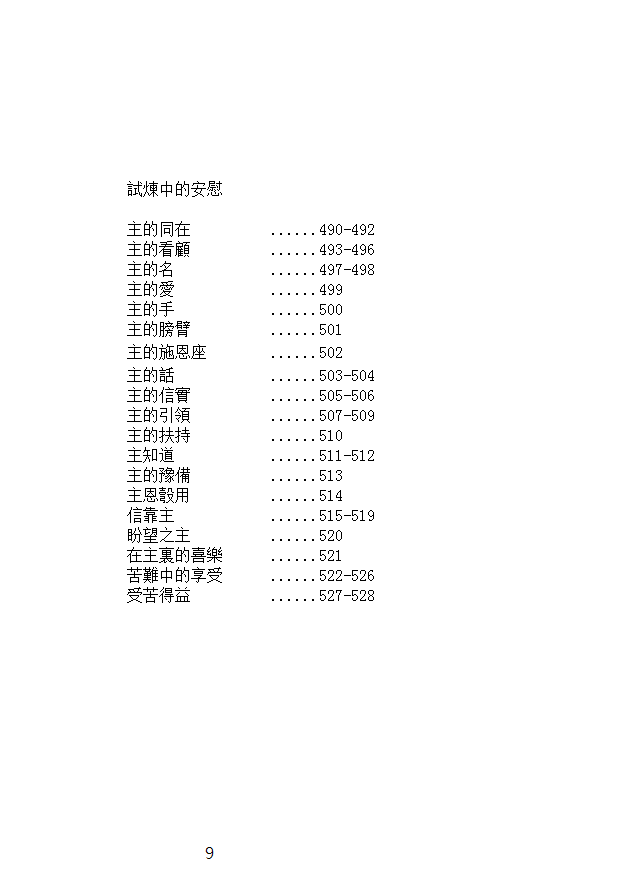 試煉中的安慰
主的同在 ......490-492
主的看顧 ......493-496
主的名 ......497-498
主的愛 ......499
主的手 ......500
主的膀臂 ......501
主的施恩座 ......502
主的話 ......503-504
主的信實 ......505-506
主的引領 ......507-509
主的扶持 ......510
主知道 ......511-512
主的豫備 ......513
主恩彀用 ......514
信靠主 ......515-519
盼望之主 ......520
在主裏的喜樂 ......521
苦難中的享受 ......522-526
受苦得益 ......527-528
9